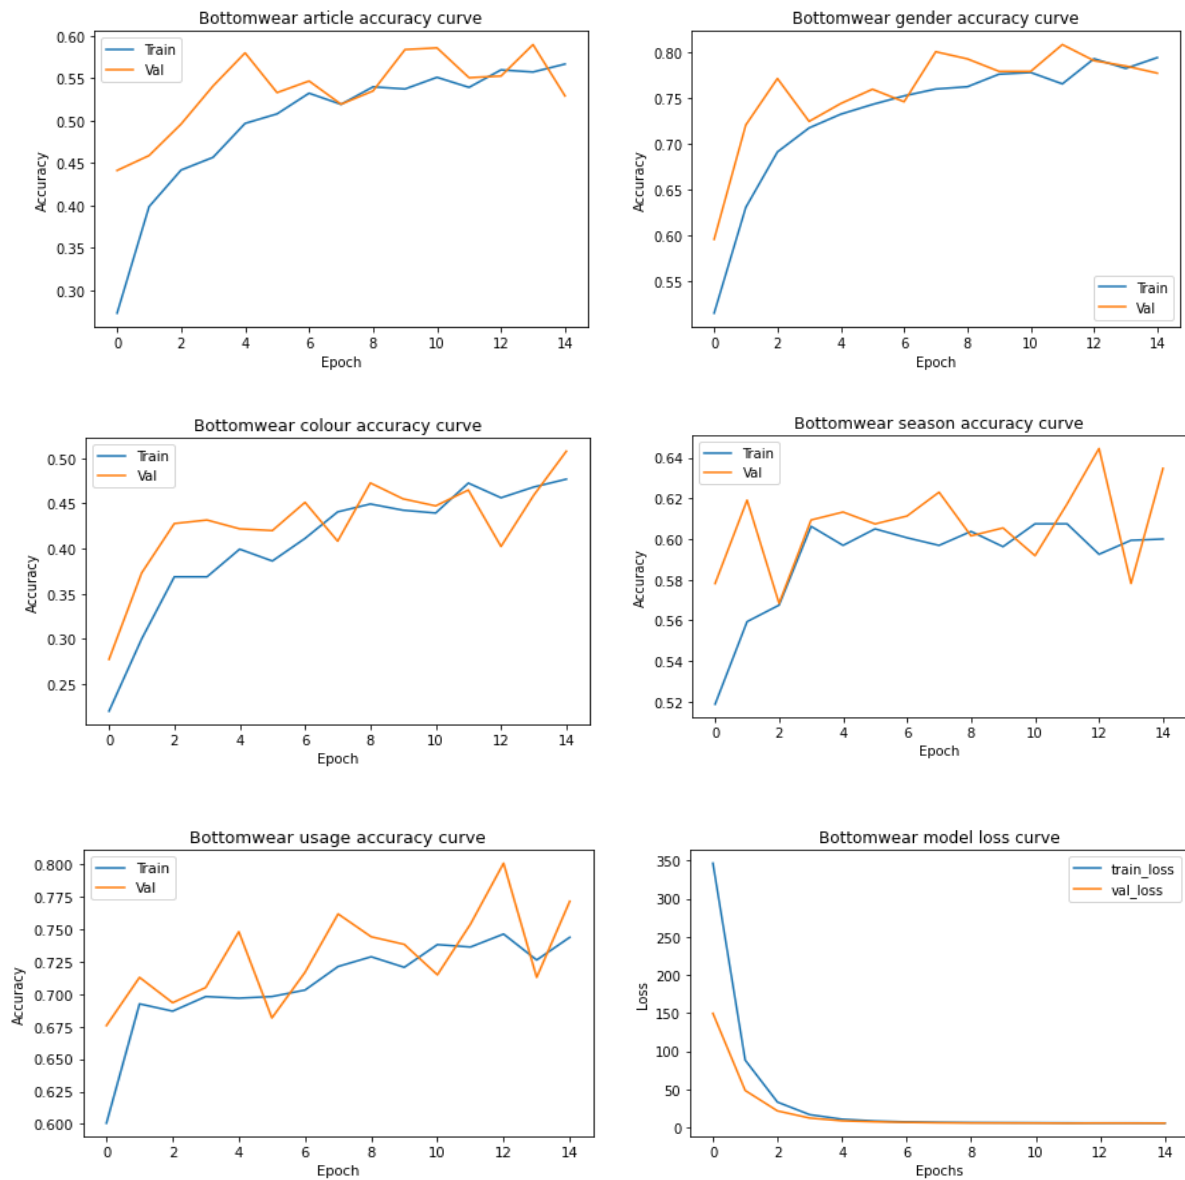 Bottomwear article accuracy curve
Train
Val
Accuracy
0.60
0.55
0.50
0.45
0.40
0.35
0.30
0 2 4 6 8 10 12 14
Epoch
Bottomwear gender accuracy curve
Accuracy
0.80
0.75
0.70
0.65
0.60
0.55
Train
Val
0 2 4 6 8 10 12 14
Epoch
Bottomwear colour accuracy curve
Train
Val
Accuracy
0.50
0.45
0.40
0.35
0.30
0.25
0 2 4 6 8 10 12 14
Epoch
Bottomwear season accuracy curve
Train
Val
Accuracy
0.64
0.62
0.60
0.58
0.56
0.54
0.52
0 2 4 6 8 10 12 14
Epoch
Bottomwear usage accuracy curve
Train
Val
Accuracy
0.800
0.775
0.750
0.725
0.700
0.675
0.650
0.625
0.600
0 2 4 6 8 10 12 14
Epoch
Bottomwear model loss curve
train_loss
val_loss
Loss
350
300
250
200
150
100
50
0
0 2 4 6 8 10 12 14
Epochs